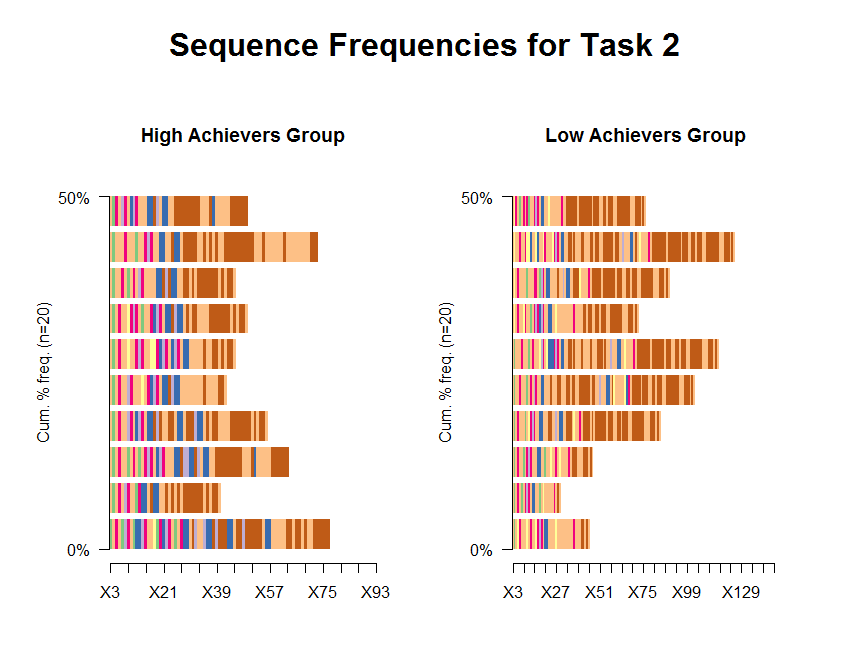 Sequence Frequencies for Task 2
High Achievers Group
Low Achievers Group
50%
0%
Cum. % freq. (n=20)
X3 X21 X39 X57 X75 X93
50%
0%
Cum. % freq. (n=20)
X3 X27 X51 X75 X99 X129